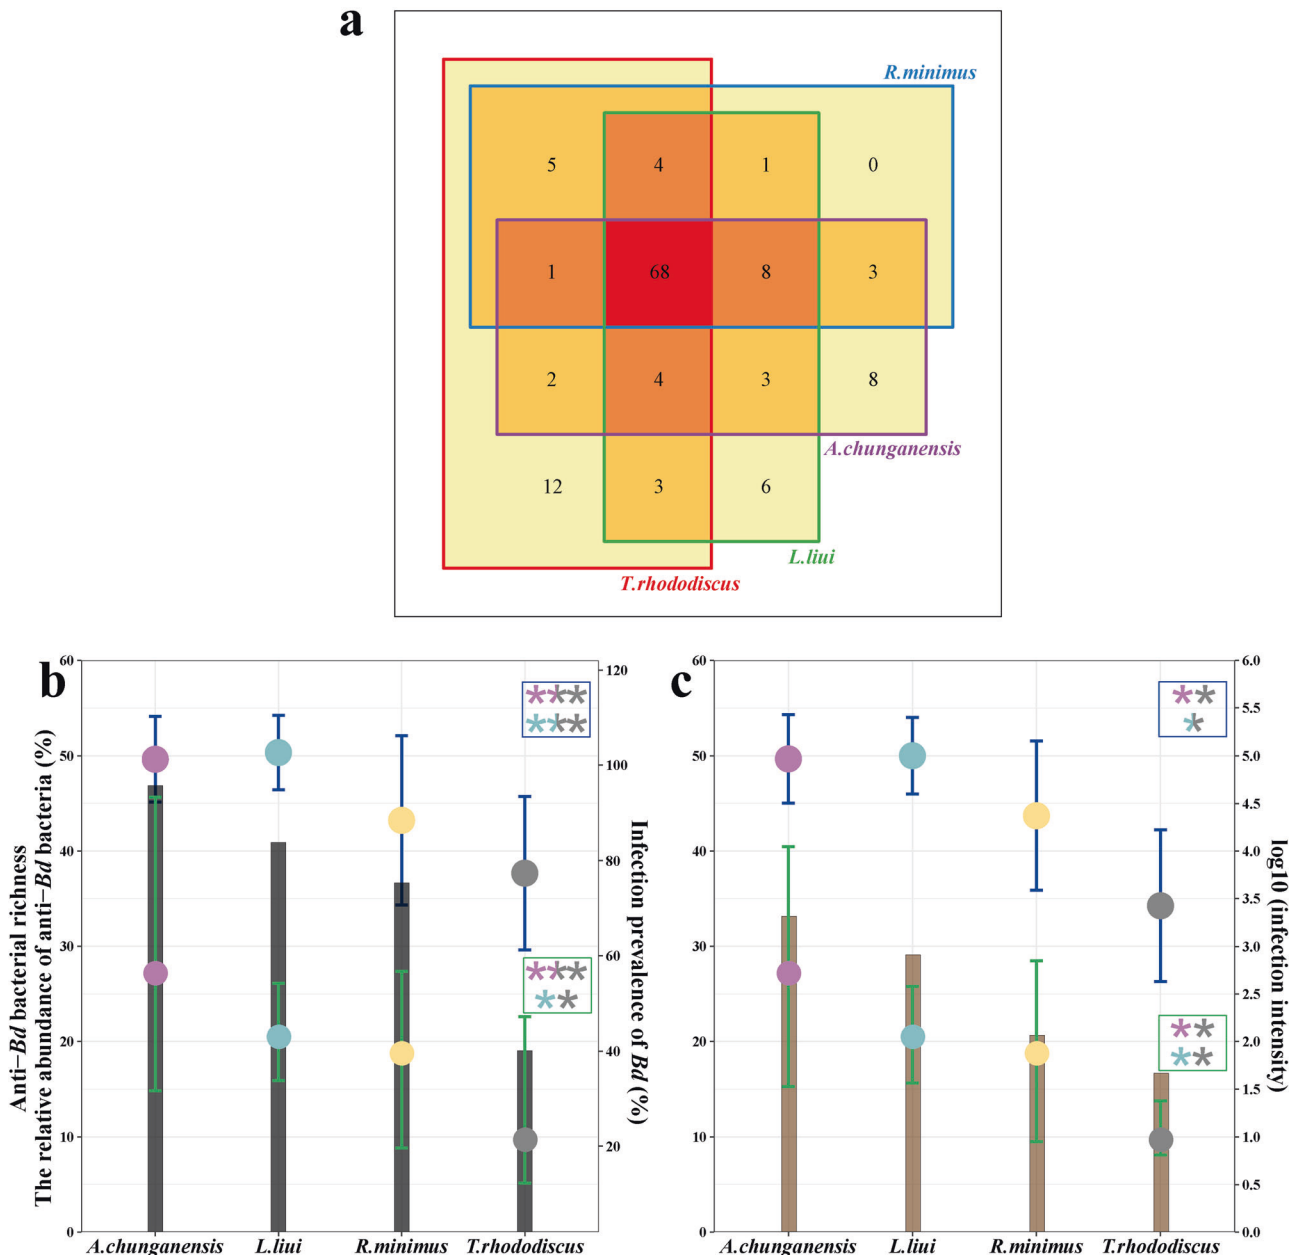 a
R.minimus
5 4 1 0
1 68 8 3
2 4 3 8
A.chunganensis
12 3 6
L.liui
T.rhododiscus
b
Anti−Bd bacterial richness
The relative abundance of anti−Bd bacteria (%)
60
50
40
30
20
10
0
120
100
80
60
40
20
Infection prevalence of Bd (%)
***
***
***
**
A.chunganensis L.liui R.minimus T.rhododiscus
c
60
50
40
30
20
10
0
6.0
5.5
5.0
4.5
4.0
3.5
3.0
2.5
2.0
1.5
1.0
0.5
0.0
log10 (infection intensity)
**
*
**
**
A.chunganensis L.liui R.minimus T.rhododiscus